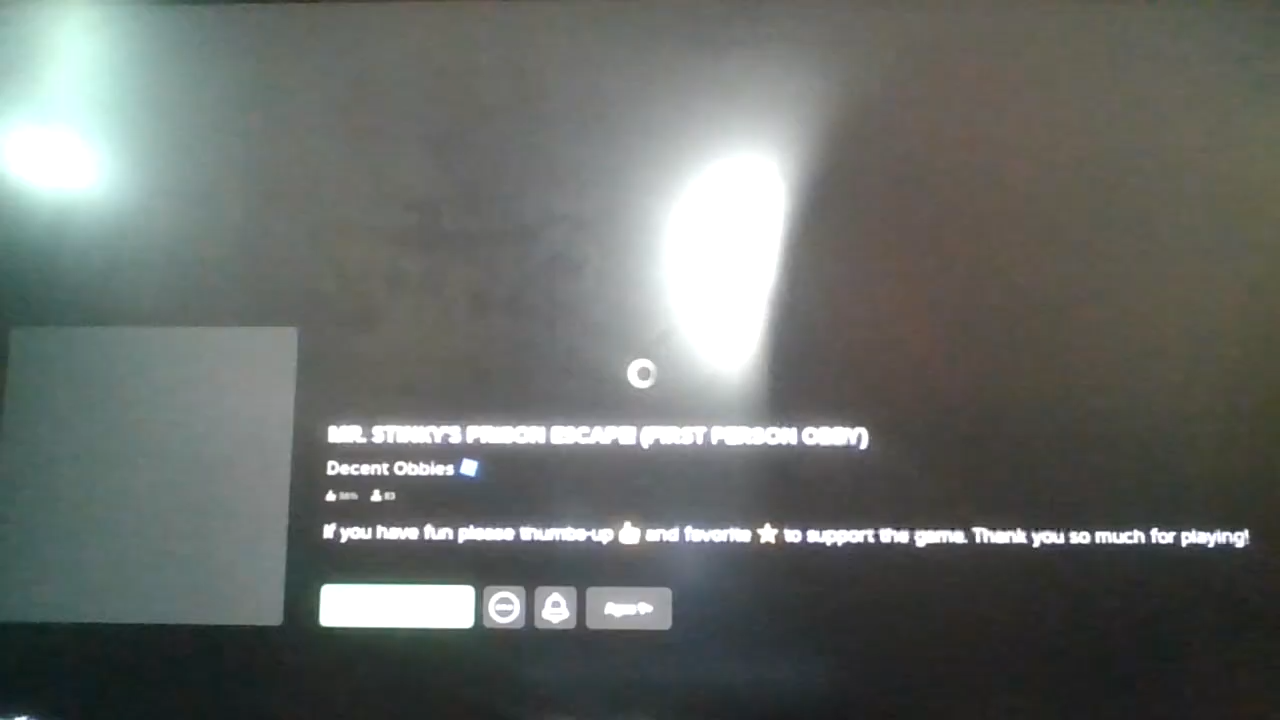 MR. STINKY'S PRISON ESCAPE (FIRST PERSON OBBY)
Decent Obbies
If you have fun please thumbs-up and favorite to support the game. Thank you so much for playing!